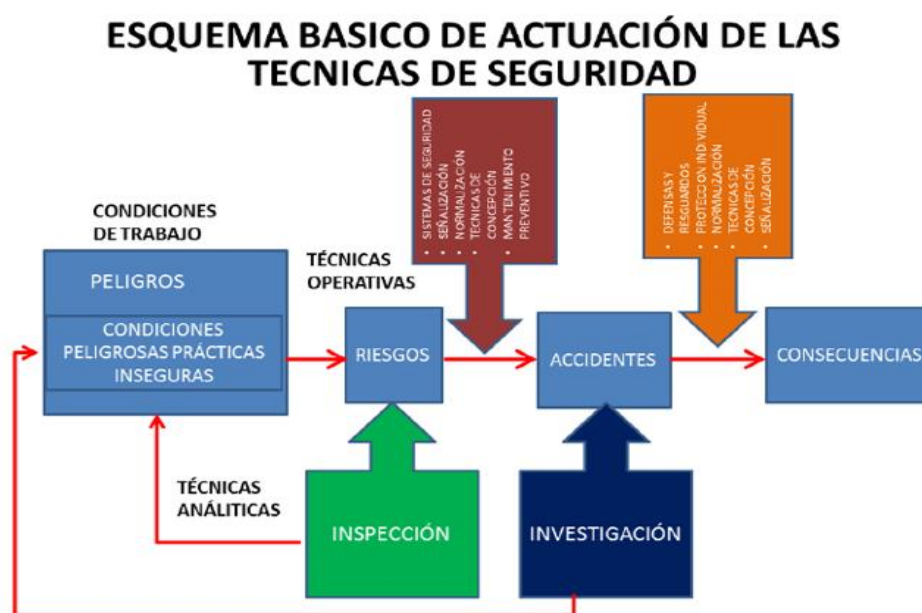 ESQUEMA BASICO DE ACTUACIÓN DE LAS
TECNICAS DE SEGURIDAD
• SISTEMAS DE SEGURIDAD
• SEÑALIZACIÓN
• NORMALIZACIÓN
• TECNICAS DE
CONCEPCIÓN
• MANTENIMIENTO
PREVENTIVO
• DEFENSAS Y
RESGUARDOS
• PROTECCION INDIVIDUAL
• NORMALIZACIÓN
• TECNICAS DE
CONCEPCIÓN
• SEÑALIZACIÓN
CONDICIONES
DE TRABAJO
PELIGROS
CONDICIONES
PELIGROSAS PRÁCTICAS
INSEGURAS
TÉCNICAS
OPERATIVAS
RIESGOS
ACCIDENTES
CONSECUENCIAS
TÉCNICAS
ANÁLITICAS
INSPECCIÓN
INVESTIGACIÓN